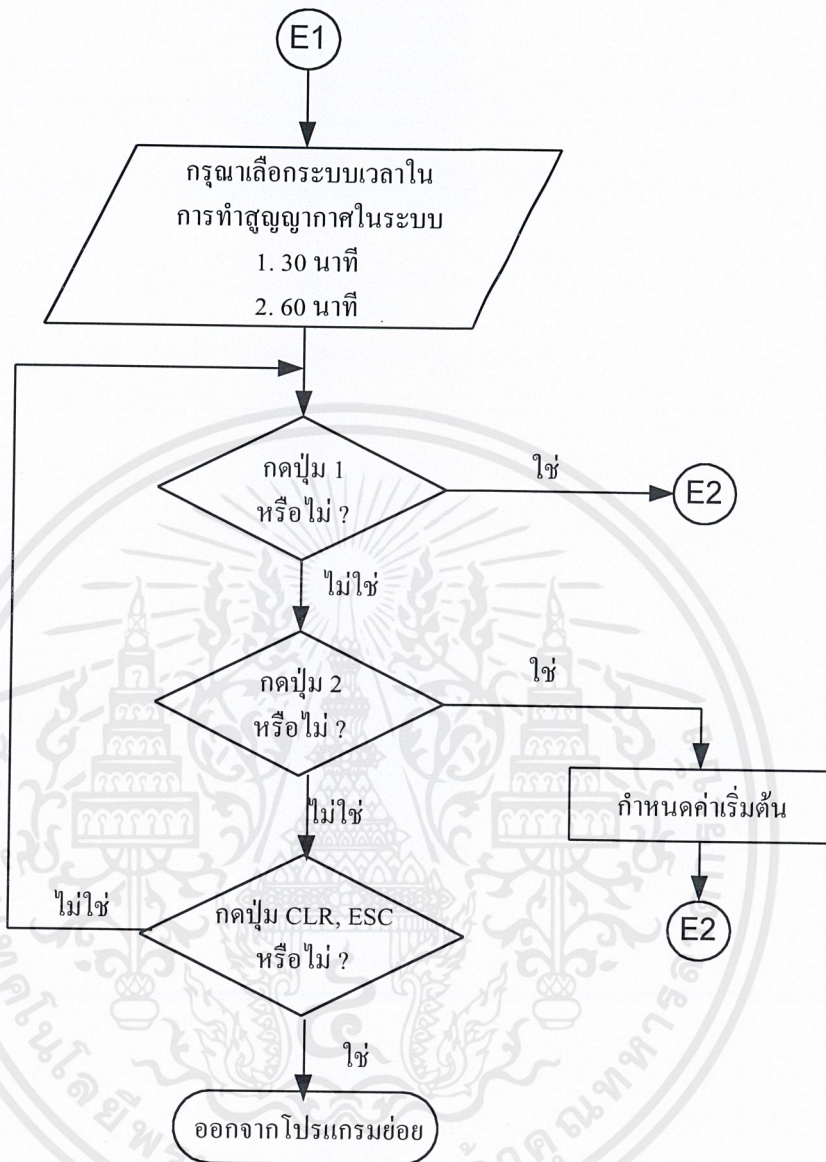 E1
กรุณาเลือกระบบเวลาใน
การทำสูญญากาศในระบบ
1. 30 นาที
2. 60 นาที
กดปุ่ม 1
หรือไม่ ?
ใช่
E2
ไม่ใช่
กดปุ่ม 2
หรือไม่ ?
ใช่
กำหนดค่าเริ่มต้น
E2
ไม่ใช่
กดปุ่ม CLR, ESC
หรือไม่ ?
ไม่ใช่
ใช่
ออกจากโปรแกรมย่อย